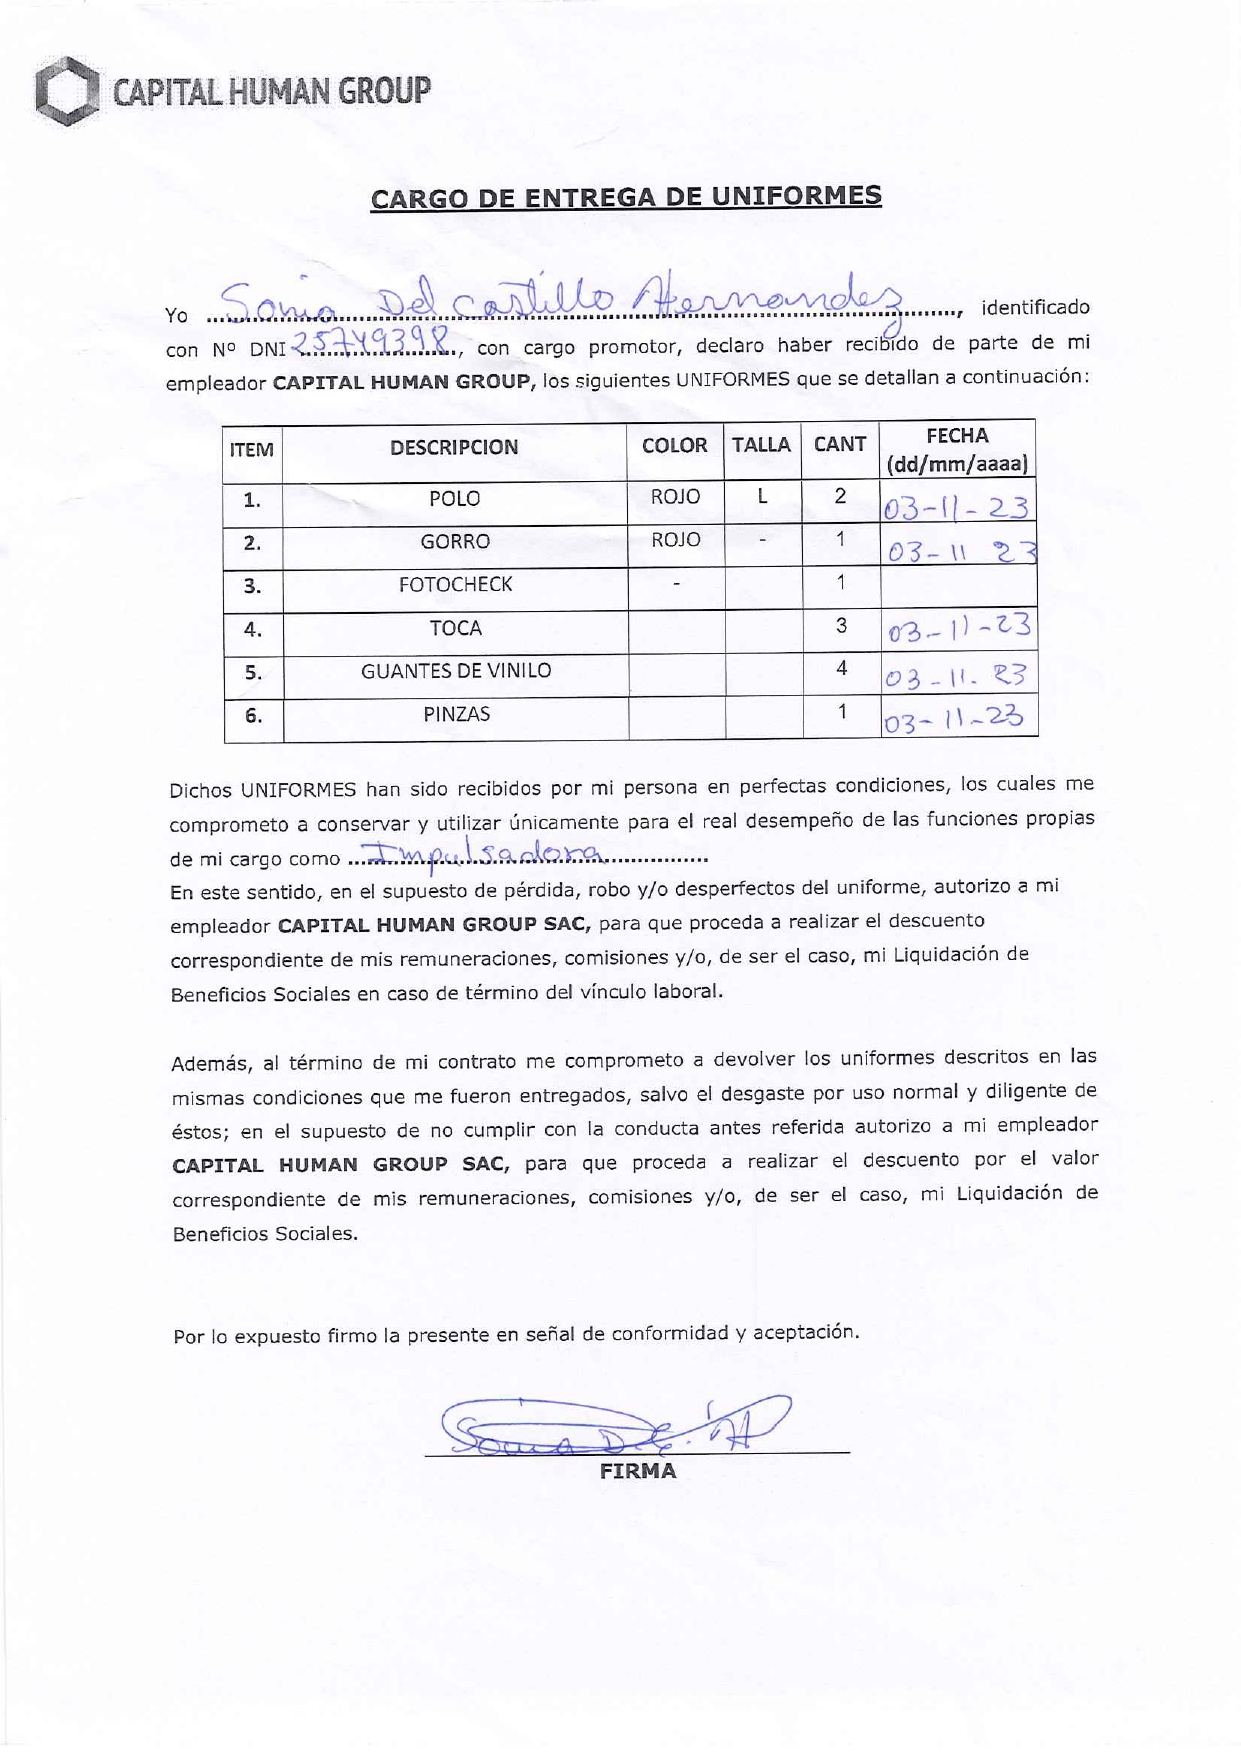 CAPITAL HUMAN GROUP
CARGO DE ENTREGA DE UNIFORMES
Yo Sonia Del Castillo Hernandez, identificado
con Nº DNI 25749398, con cargo promotor, declaro haber recibido de parte de mi
empleador CAPITAL HUMAN GROUP, los siguientes UNIFORMES que se detallan a continuación:
ITEM DESCRIPCION COLOR TALLA CANT FECHA (dd/mm/aaaa)
1. POLO ROJO L 2 03-11-23
2. GORRO ROJO - 1 03-11 23
3. FOTOCHECK - 1
4. TOCA 3 03-11-23
5. GUANTES DE VINILO 4 03-11-23
6. PINZAS 1 03-11-23
Dichos UNIFORMES han sido recibidos por mi persona en perfectas condiciones, los cuales me
comprometo a conservar y utilizar únicamente para el real desempeño de las funciones propias
de mi cargo como Impulsadora
En este sentido, en el supuesto de pérdida, robo y/o desperfectos del uniforme, autorizo a mi
empleador CAPITAL HUMAN GROUP SAC, para que proceda a realizar el descuento
correspondiente de mis remuneraciones, comisiones y/o, de ser el caso, mi Liquidación de
Beneficios Sociales en caso de término del vínculo laboral.
Además, al término de mi contrato me comprometo a devolver los uniformes descritos en las
mismas condiciones que me fueron entregados, salvo el desgaste por uso normal y diligente de
éstos; en el supuesto de no cumplir con la conducta antes referida autorizo a mi empleador
CAPITAL HUMAN GROUP SAC, para que proceda a realizar el descuento por el valor
correspondiente de mis remuneraciones, comisiones y/o, de ser el caso, mi Liquidación de
Beneficios Sociales.
Por lo expuesto firmo la presente en señal de conformidad y aceptación.
Sonia D.C. H
FIRMA